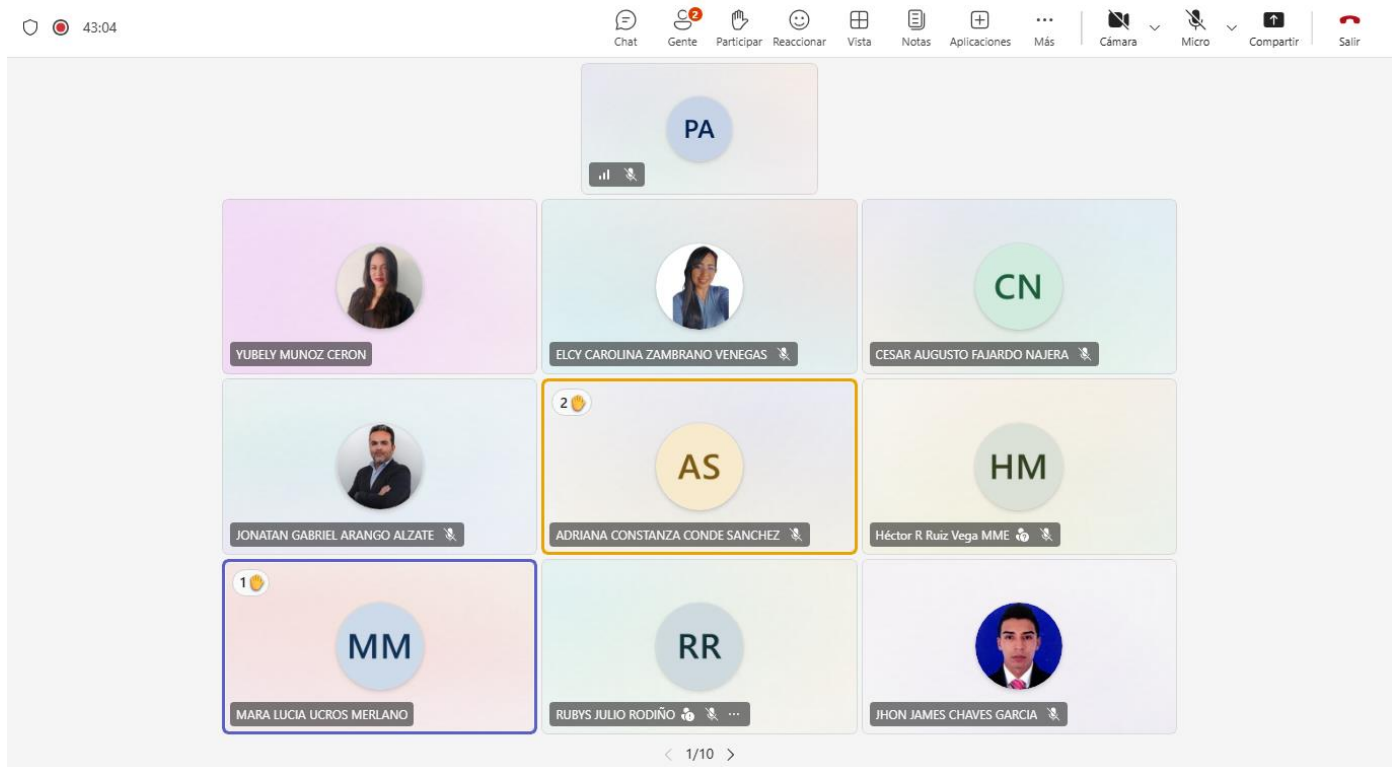 43:04
2
Chat Gente Participar Reaccionar Vista Notas Aplicaciones Más Cámara Micro Compartir Salir
PA
YUBELY MUNOZ CERON
ELCY CAROLINA ZAMBRANO VENEGAS
CN
CESAR AUGUSTO FAJARDO NAJERA
JONATAN GABRIEL ARANGO ALZATE
2
AS
ADRIANA CONSTANZA CONDE SANCHEZ
HM
Héctor R Ruiz Vega MME
1
MM
MARA LUCIA UCROS MERLANO
RR
RUBYS JULIO RODIÑO
JHON JAMES CHAVES GARCIA
1/10